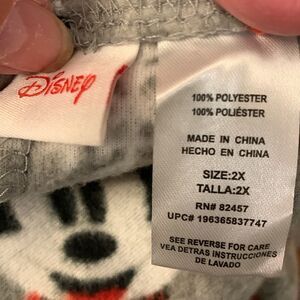 Disney
100% POLYESTER
100% POLIÉSTER
MADE IN CHINA
HECHO EN CHINA
SIZE:2X
TALLA:2X
RN# 82457
UPC# 196365837747
SEE REVERSE FOR CARE
VEA DETRAS INSTRUCCIONES
DE LAVADO